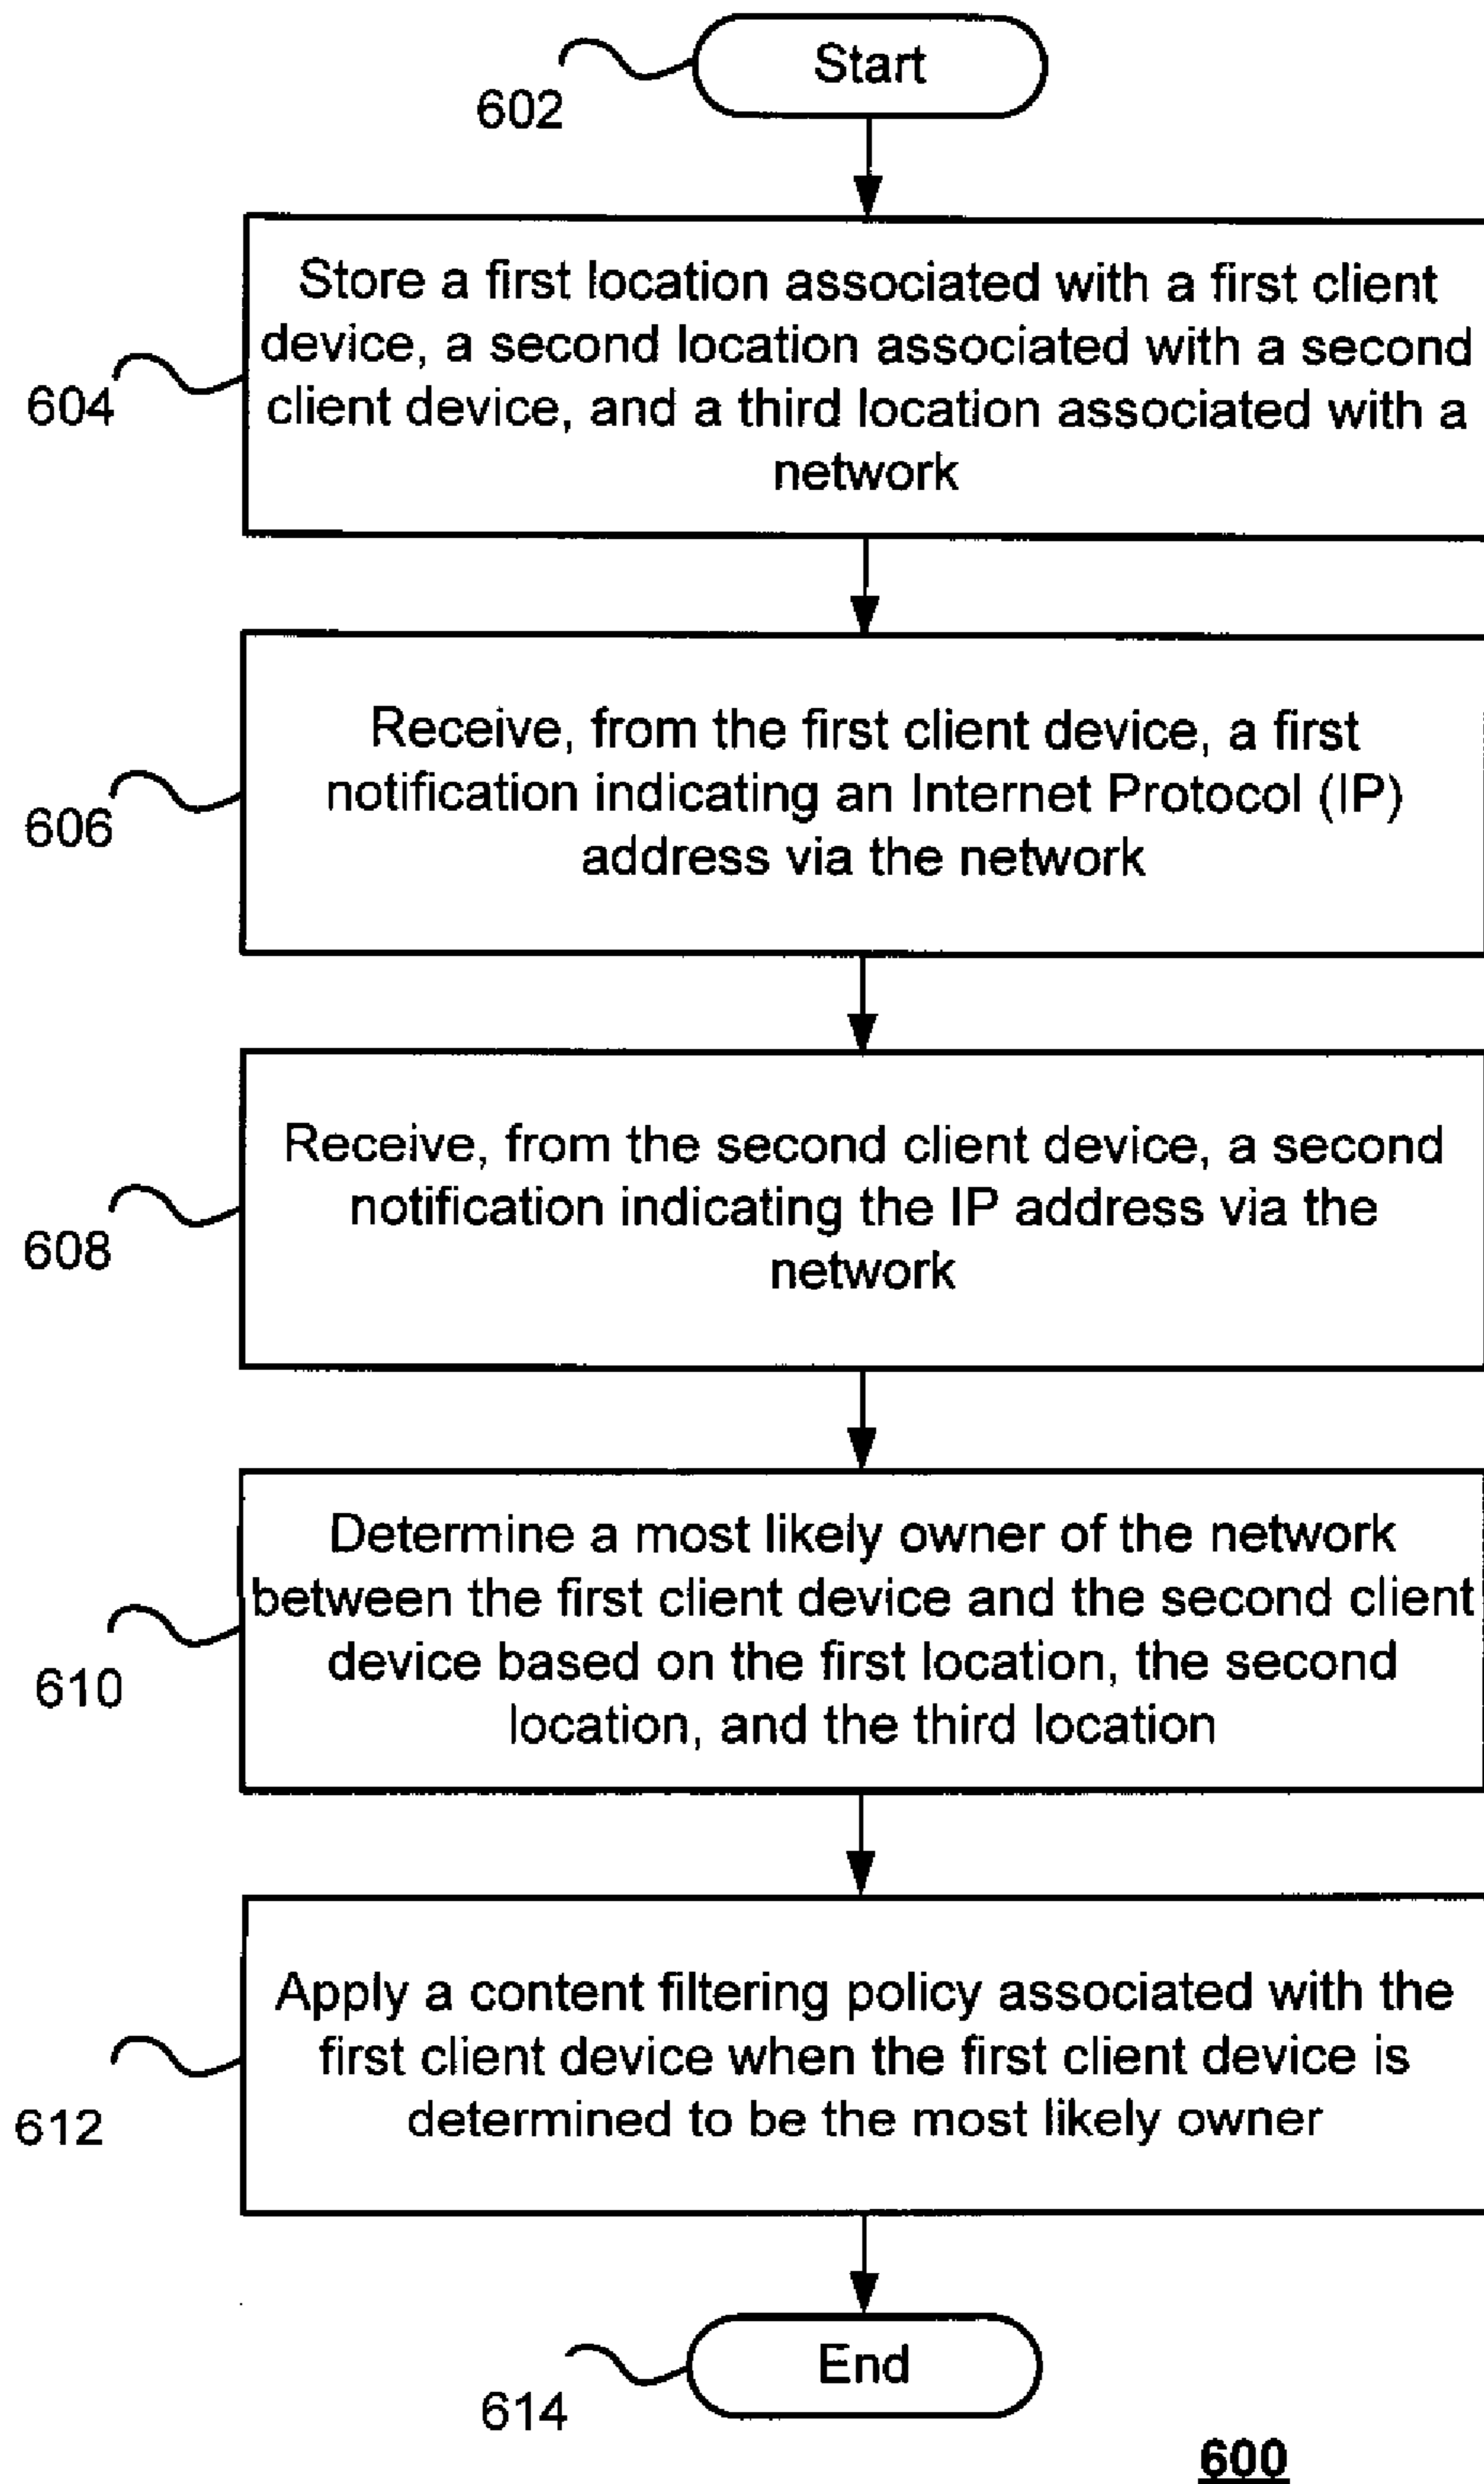 Start
602
Store a first location associated with a first client
device, a second location associated with a second
client device, and a third location associated with a
network
604
Receive, from the first client device, a first
notification indicating an Internet Protocol (IP)
address via the network
606
Receive, from the second client device, a second
notification indicating the IP address via the
network
608
Determine a most likely owner of the network
between the first client device and the second client
device based on the first location, the second
location, and the third location
610
Apply a content filtering policy associated with the
first client device when the first client device is
determined to be the most likely owner
612
End
614
600